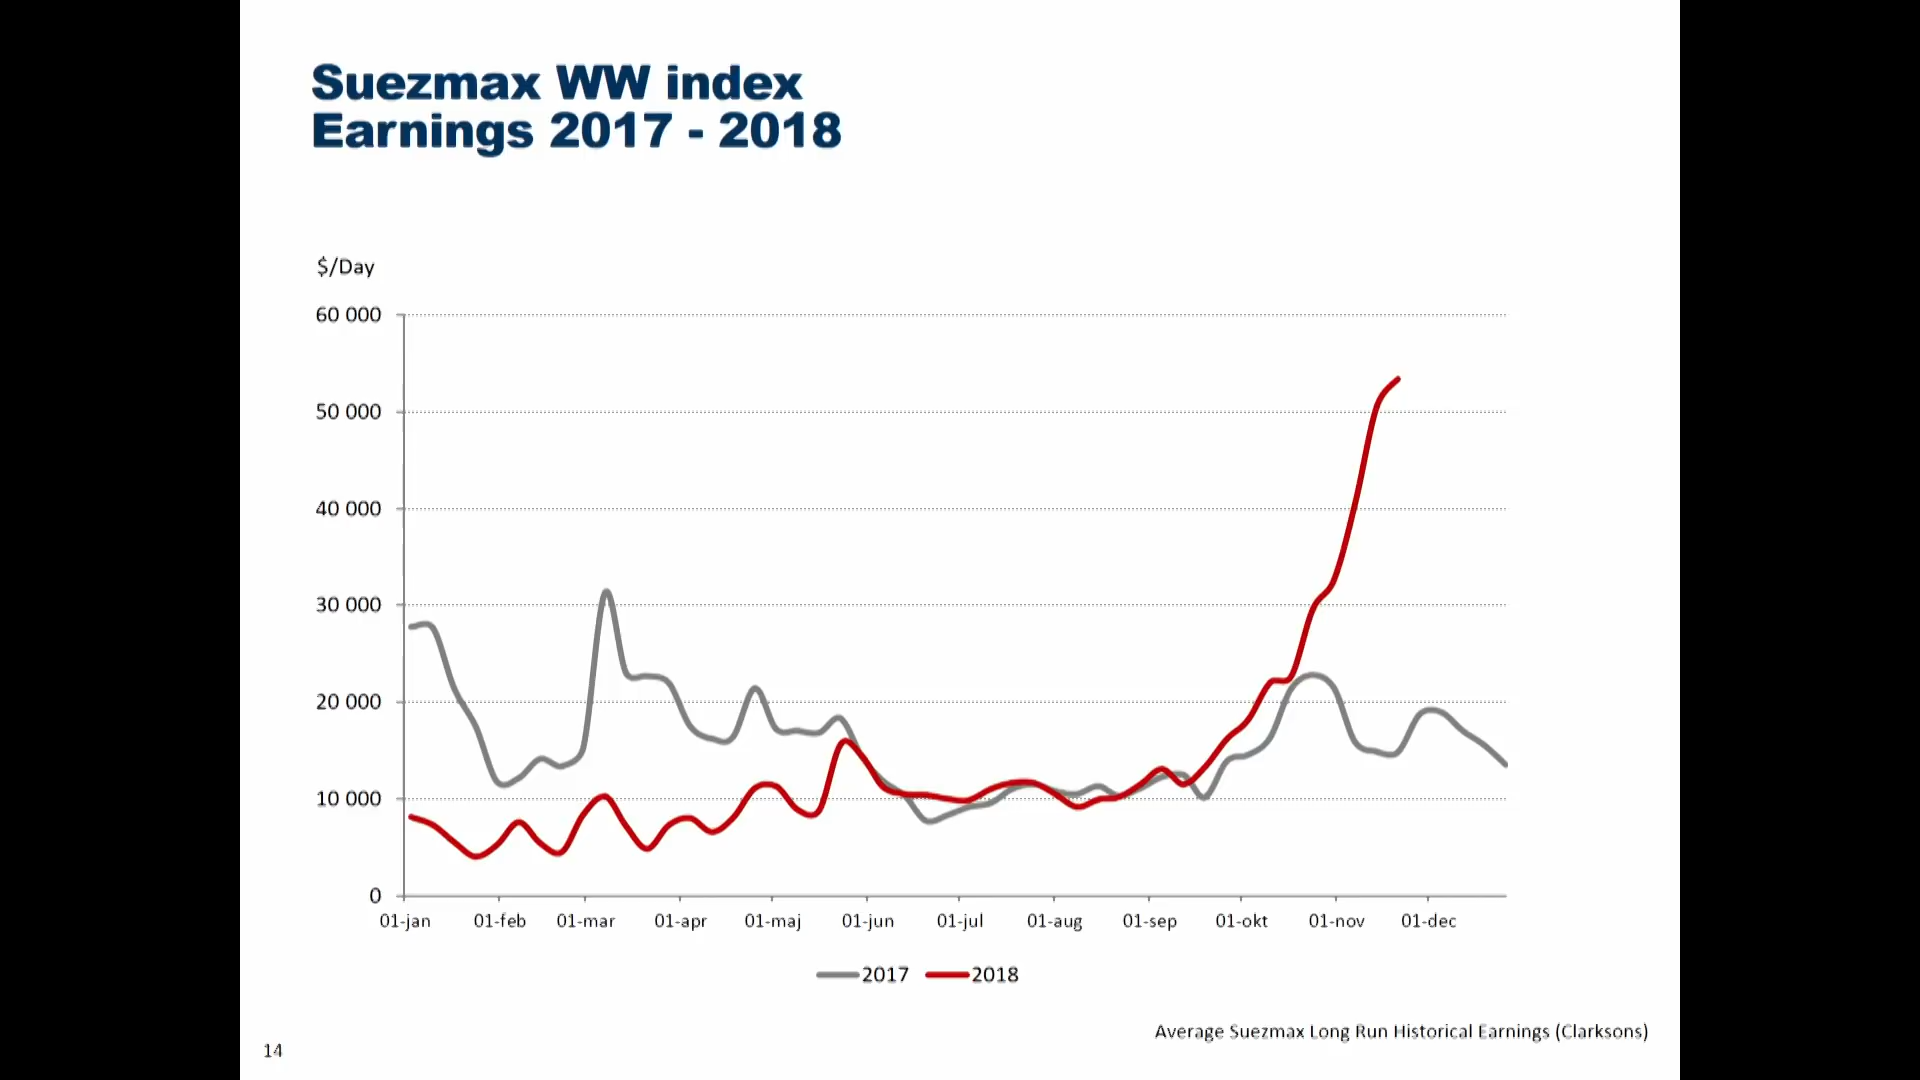 Suezmax WW index
Earnings 2017 - 2018
$/Day
60 000
50 000
40 000
30 000
20 000
10 000
0
01-jan 01-feb 01-mar 01-apr 01-maj 01-jun 01-jul 01-aug 01-sep 01-okt 01-nov 01-dec
2017 2018
Average Suezmax Long Run Historical Earnings (Clarksons)
14